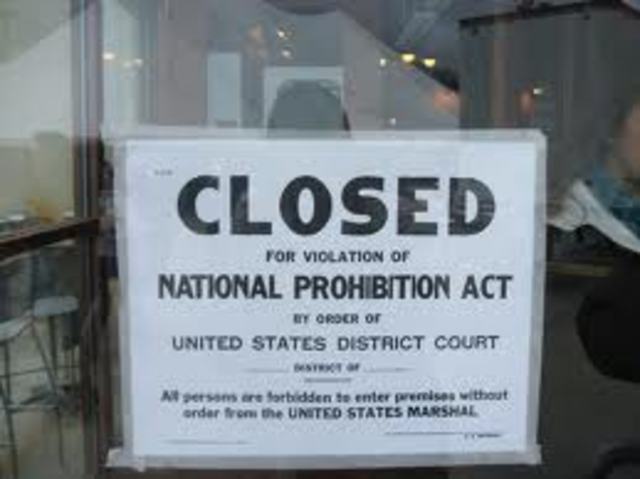 CLOSED
FOR VIOLATION OF
NATIONAL PROHIBITION ACT
BY ORDER OF
UNITED STATES DISTRICT COURT
DISTRICT OF
All persons are forbidden to enter premises without
order from the UNITED STATES MARSHAL